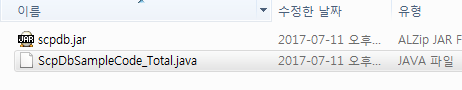 이름 수정한 날짜 유형
scpdb.jar 2017-07-11 오후... ALZip JAR F
ScpDbSampleCode_Total.java 2017-07-11 오후... JAVA 파일